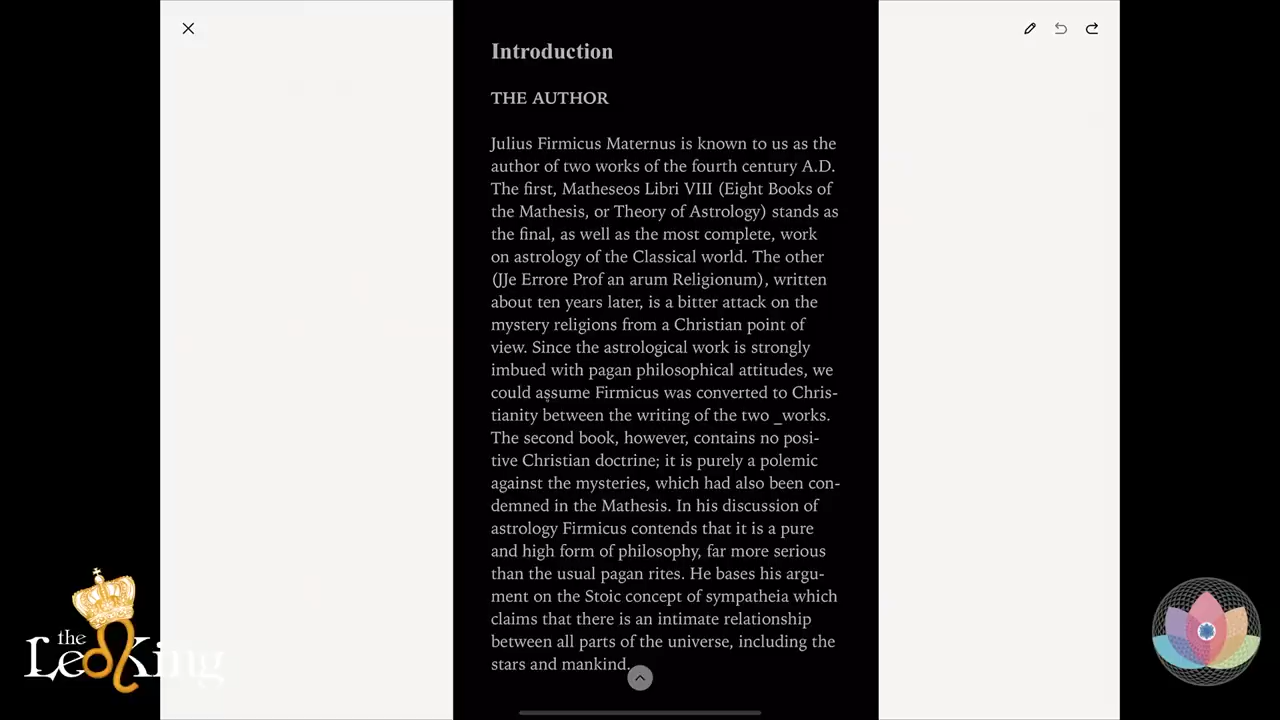 Introduction
THE AUTHOR
Julius Firmicus Maternus is known to us as the
author of two works of the fourth century A.D.
The first, Matheseos Libri VIII (Eight Books of
the Mathesis, or Theory of Astrology) stands as
the final, as well as the most complete, work
on astrology of the Classical world. The other
(JJe Errore Prof an arum Religionum), written
about ten years later, is a bitter attack on the
mystery religions from a Christian point of
view. Since the astrological work is strongly
imbued with pagan philosophical attitudes, we
could assume Firmicus was converted to Chris-
tianity between the writing of the two _works.
The second book, however, contains no posi-
tive Christian doctrine; it is purely a polemic
against the mysteries, which had also been con-
demned in the Mathesis. In his discussion of
astrology Firmicus contends that it is a pure
and high form of philosophy, far more serious
than the usual pagan rites. He bases his argu-
ment on the Stoic concept of sympatheia which
claims that there is an intimate relationship
between all parts of the universe, including the
stars and mankind.
the
Leo King